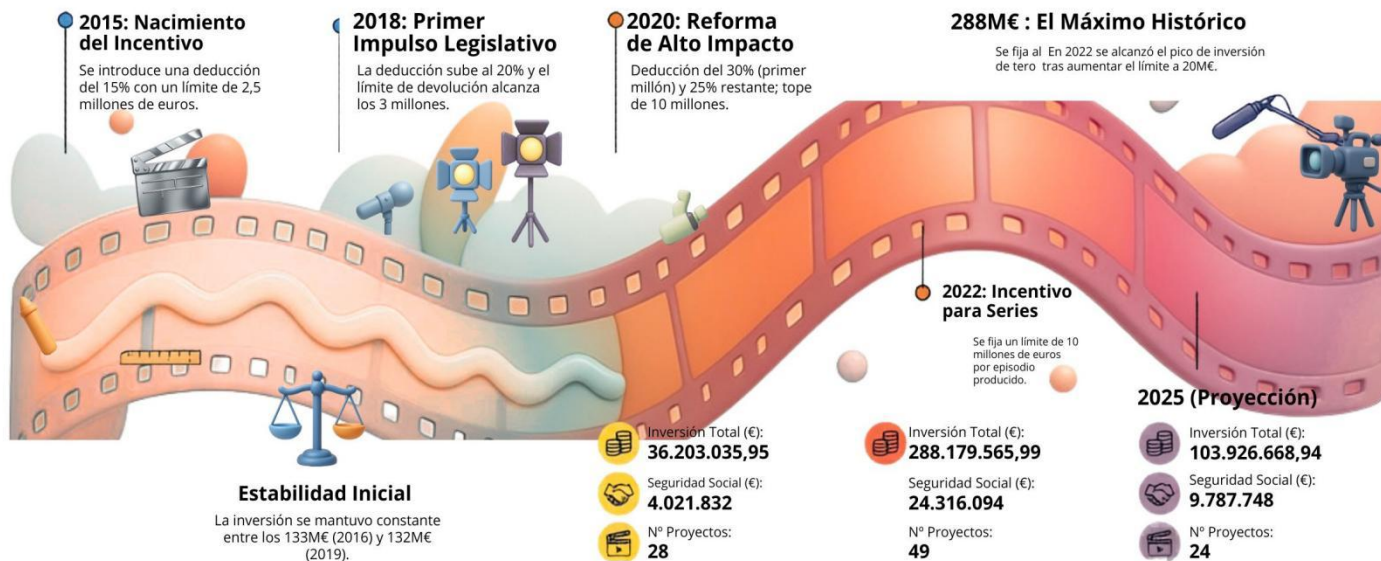 2015: Nacimiento
del Incentivo
Se introduce una deducción
del 15% con un límite de 2,5
millones de euros.
2018: Primer
Impulso Legislativo
La deducción sube al 20% y el
límite de devolución alcanza
los 3 millones.
2020: Reforma
de Alto Impacto
Deducción del 30% (primer
millón) y 25% restante; tope
de 10 millones.
288M€ : El Máximo Histórico
Se fija al En 2022 se alcanzó el pico de inversión
de tero tras aumentar el límite a 20M€.
2022: Incentivo
para Series
Se fija un límite de 10
millones de euros
por episodio
producido.
Estabilidad Inicial
La inversión se mantuvo constante
entre los 133M€ (2016) y 132M€
(2019).
Inversión Total (€):
36.203.035,95
Seguridad Social (€):
4.021.832
Nº Proyectos:
28
Inversión Total (€):
288.179.565,99
Seguridad Social (€):
24.316.094
Nº Proyectos:
49
2025 (Proyección)
Inversión Total (€):
103.926.668,94
Seguridad Social (€):
9.787.748
Nº Proyectos:
24